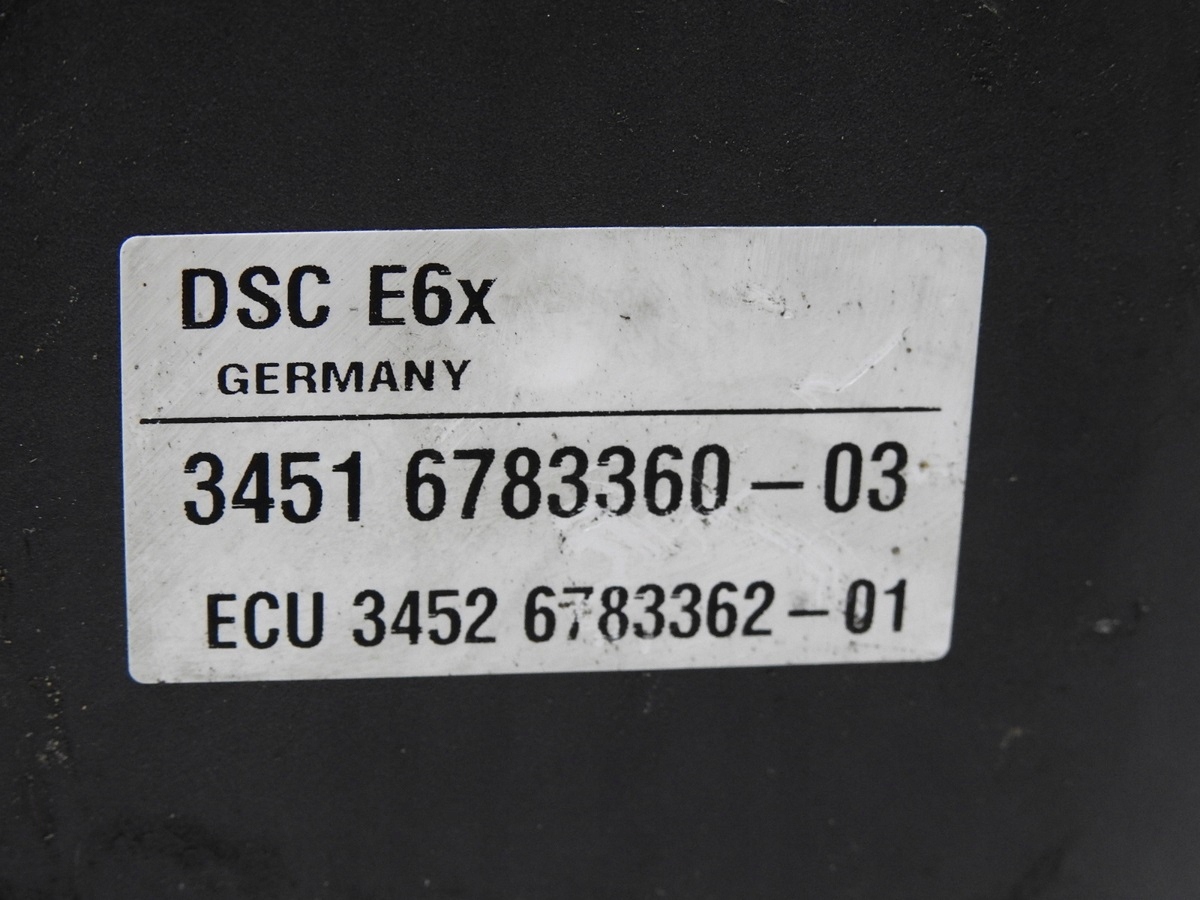 DSC E6x
GERMANY
3451 6783360-03
ECU 3452 6783362-01